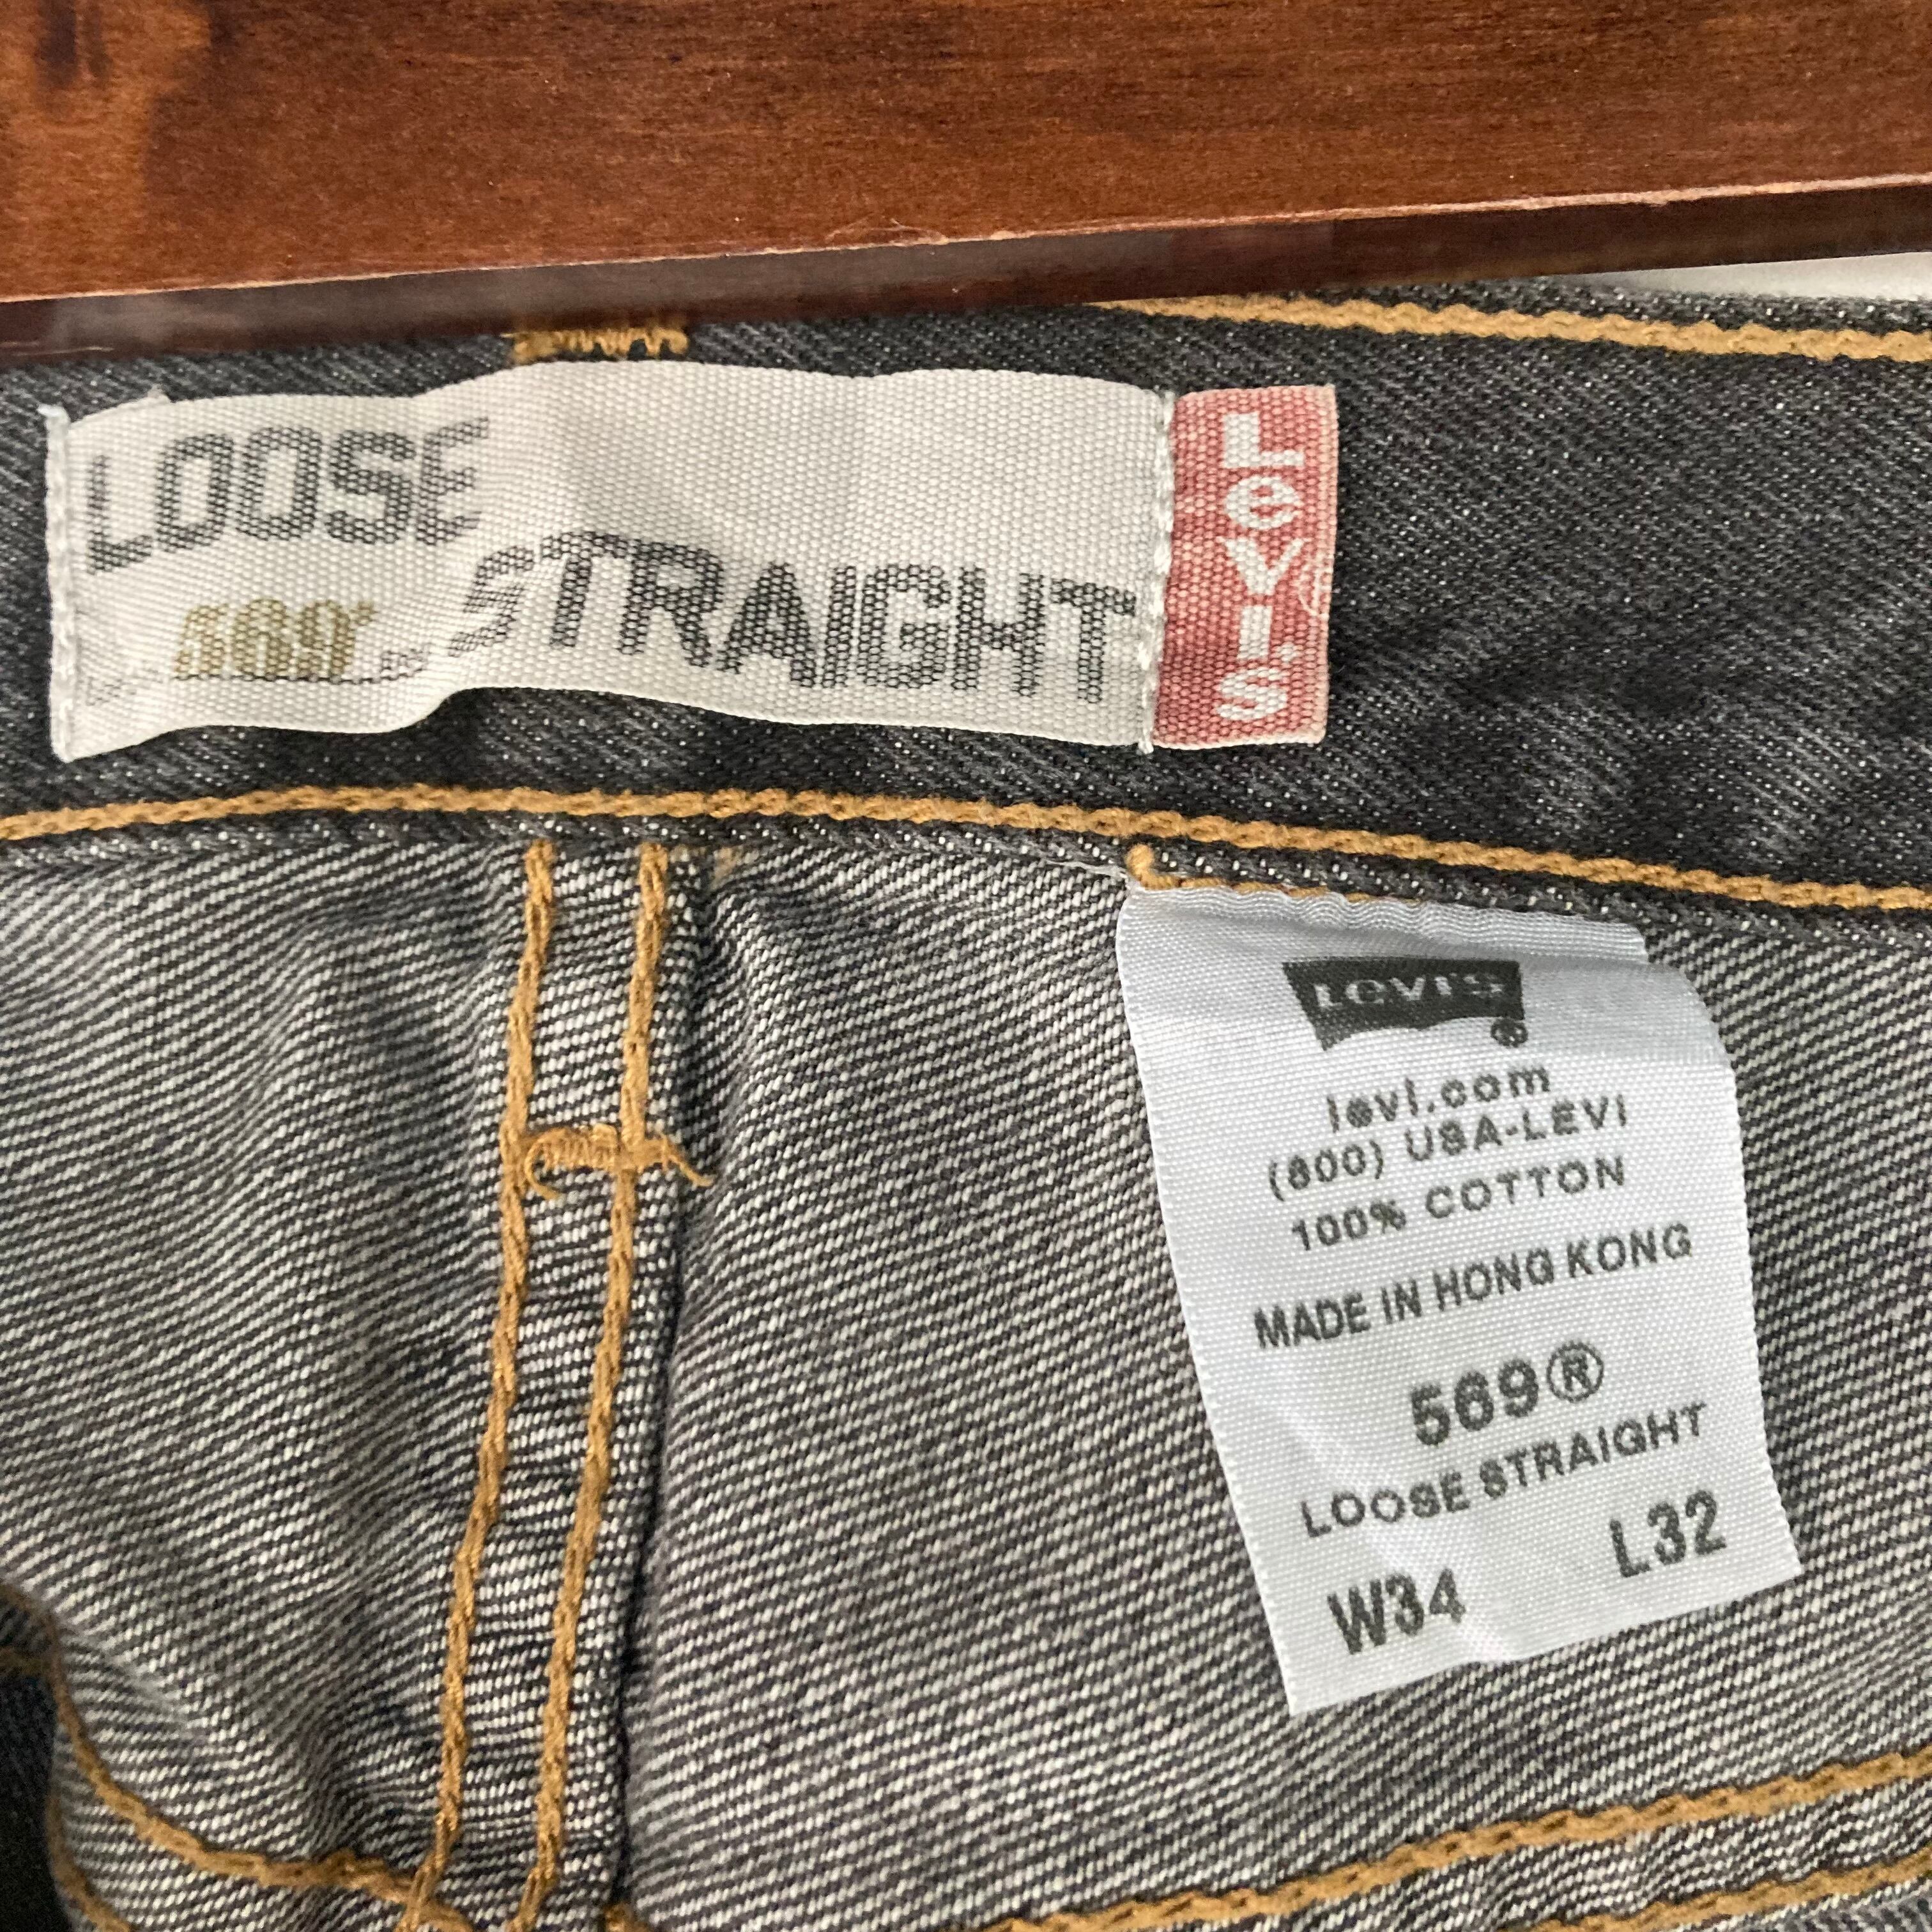 LOOSE
569® STRAIGHT
Levi's®
Levi's®
levi.com
(800) USA-LEVI
100% COTTON
MADE IN HONG KONG
569®
LOOSE STRAIGHT
W34 L32